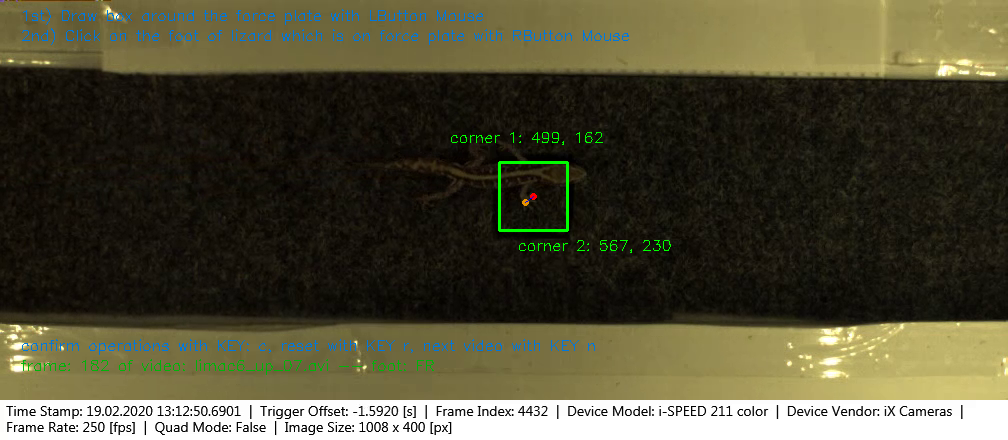 1st) Draw box around the force plate with LButton Mouse
2nd) Click on the foot of lizard which is on force plate with RButton Mouse
corner 1: 499, 162
corner 2: 567, 230
confirm operations with KEY: c, reset with KEY r, next video with KEY n
frame: 132 of video:
Time Stamp: 19.02.2020 13:12:50.6901 | Trigger Offset: -1.5920 [s] | Frame Index: 4432 | Device Model: i-SPEED 211 color | Device Vendor: iX Cameras |
Frame Rate: 250 [fps] | Quad Mode: False | Image Size: 1008 x 400 [px]